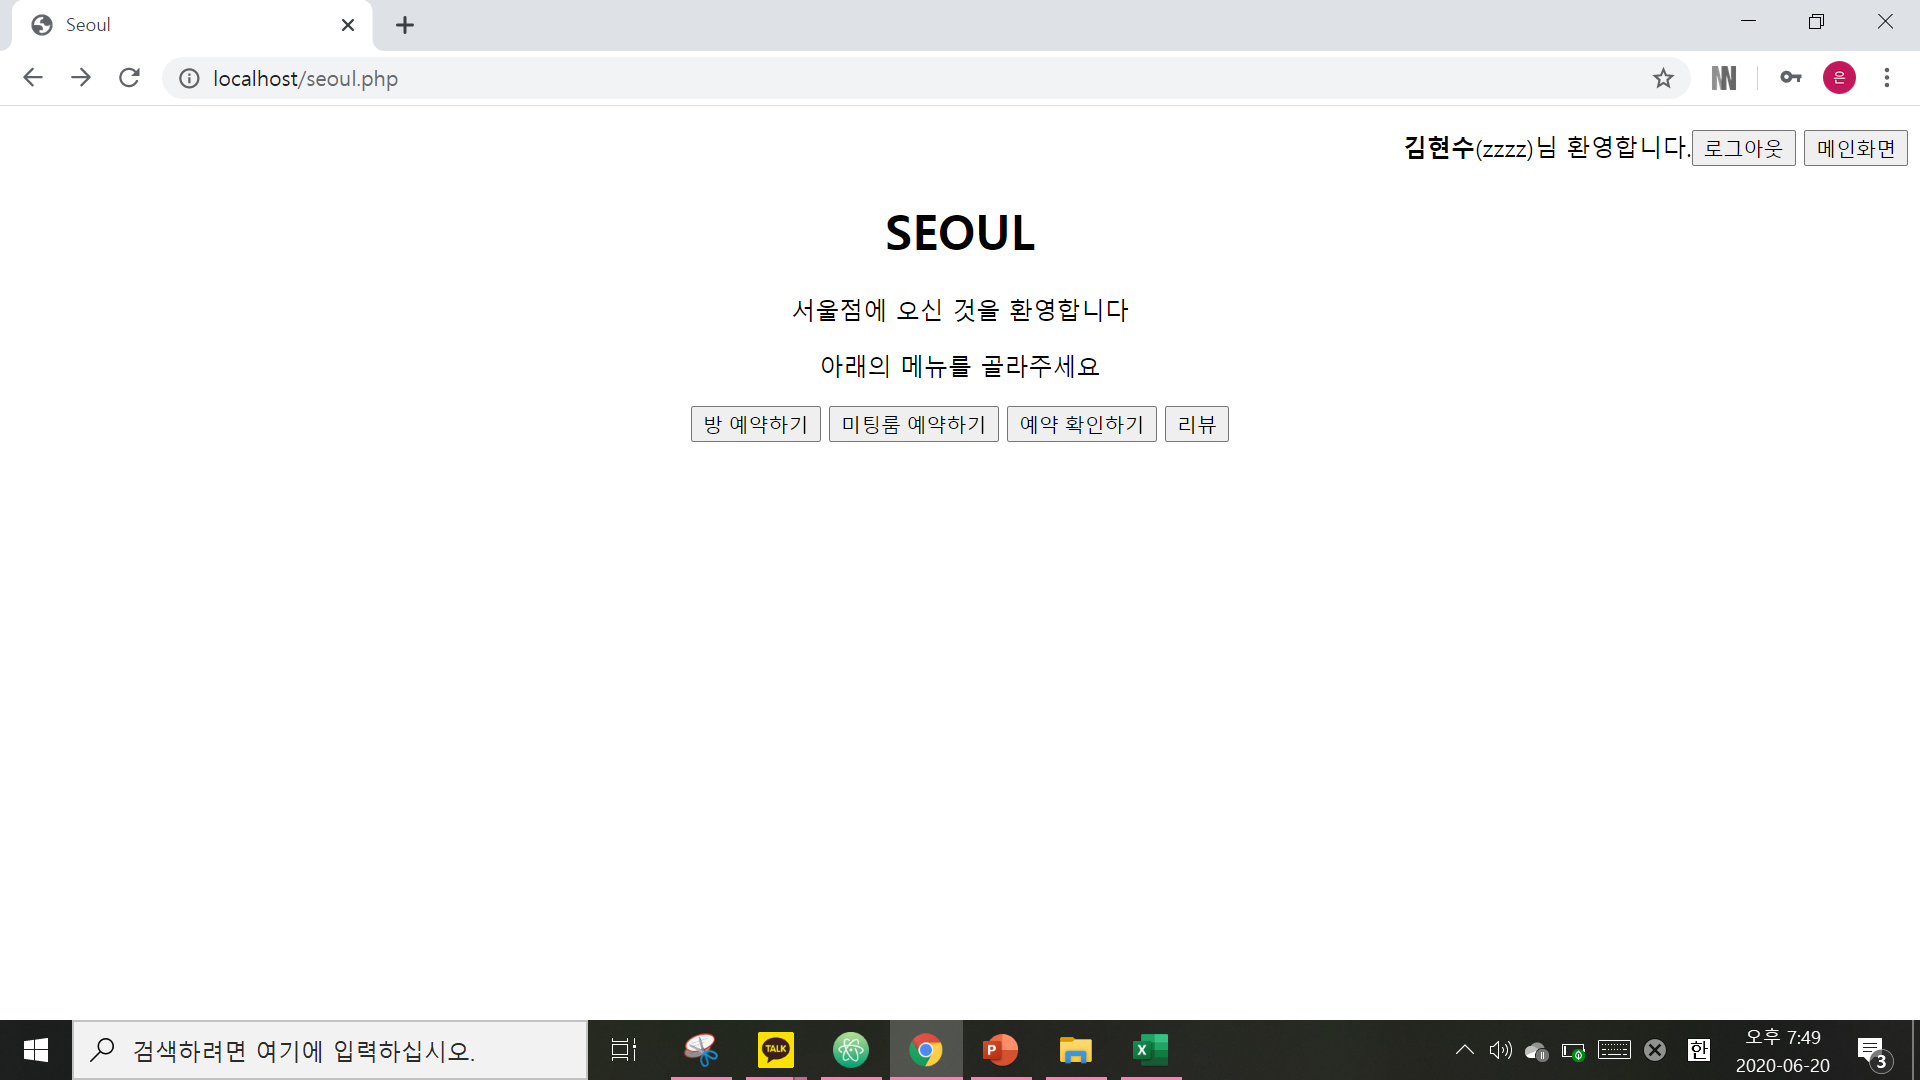 Seoul
localhost/seoul.php
은
김현수(zzzz)님 환영합니다. 로그아웃 메인화면
SEOUL
서울점에 오신 것을 환영합니다
아래의 메뉴를 골라주세요
방 예약하기 미팅룸 예약하기 예약 확인하기 리뷰
검색하려면 여기에 입력하십시오.
TALK
P
X
한
오후 7:49
2020-06-20
3